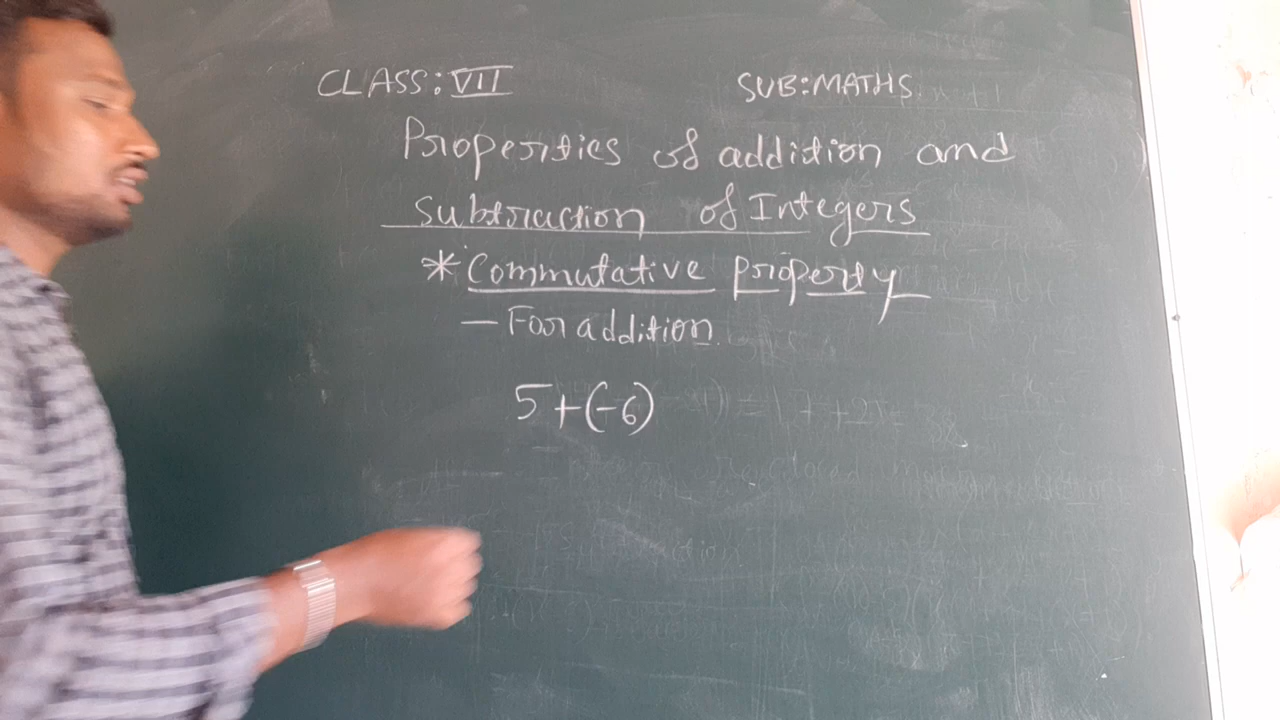 CLASS: VII SUB: MATHS
Properties of addition and
subtraction of Integers
* Commutative property
- For addition
5+(-6)